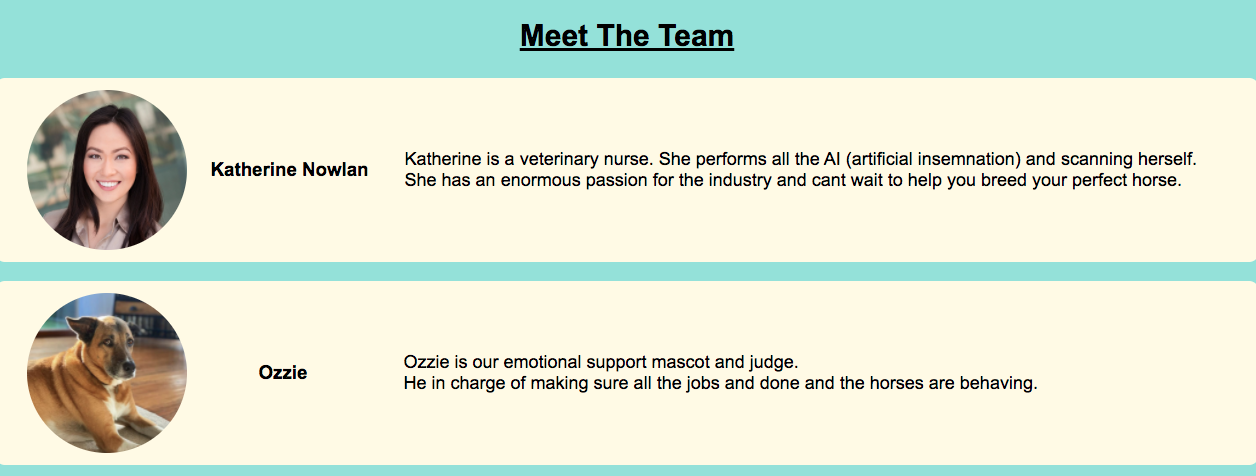 Meet The Team
Katherine Nowlan
Katherine is a veterinary nurse. She performs all the AI (artificial insemnation) and scanning herself.
She has an enormous passion for the industry and cant wait to help you breed your perfect horse.
Ozzie
Ozzie is our emotional support mascot and judge.
He in charge of making sure all the jobs and done and the horses are behaving.